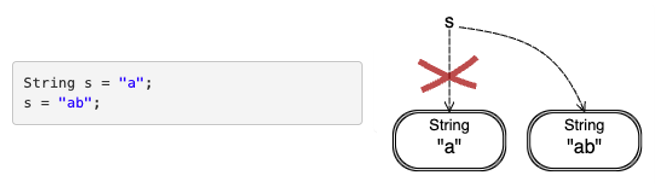 String s = "a";
s = "ab";
s
String
"a"
String
"ab"